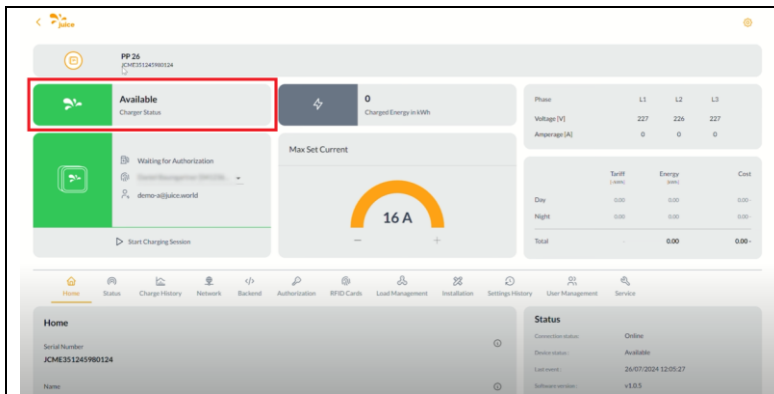 juice
PP 26
JCME351245980124
Available
Charger Status
0
Charged Energy in kWh
Phase L1 L2 L3
Voltage [V] 227 226 227
Amperage [A] 0 0 0
Waiting for Authorization
demo-a@juice.world
Start Charging Session
Max Set Current
16 A
− +
Tariff Energy Cost
Day 0.00 0.00 0.00 -
Night 0.00 0.00 0.00 -
Total - 0.00 0.00 -
Home Status Charge History Network Backend Authorization RFID Cards Load Management Installation Settings History User Management Service
Home
Serial Number
JCME351245980124
Name
Status
Connection status: Online
Device status: Available
Last event: 26/07/2024 12:05:27
Software version: v1.0.5